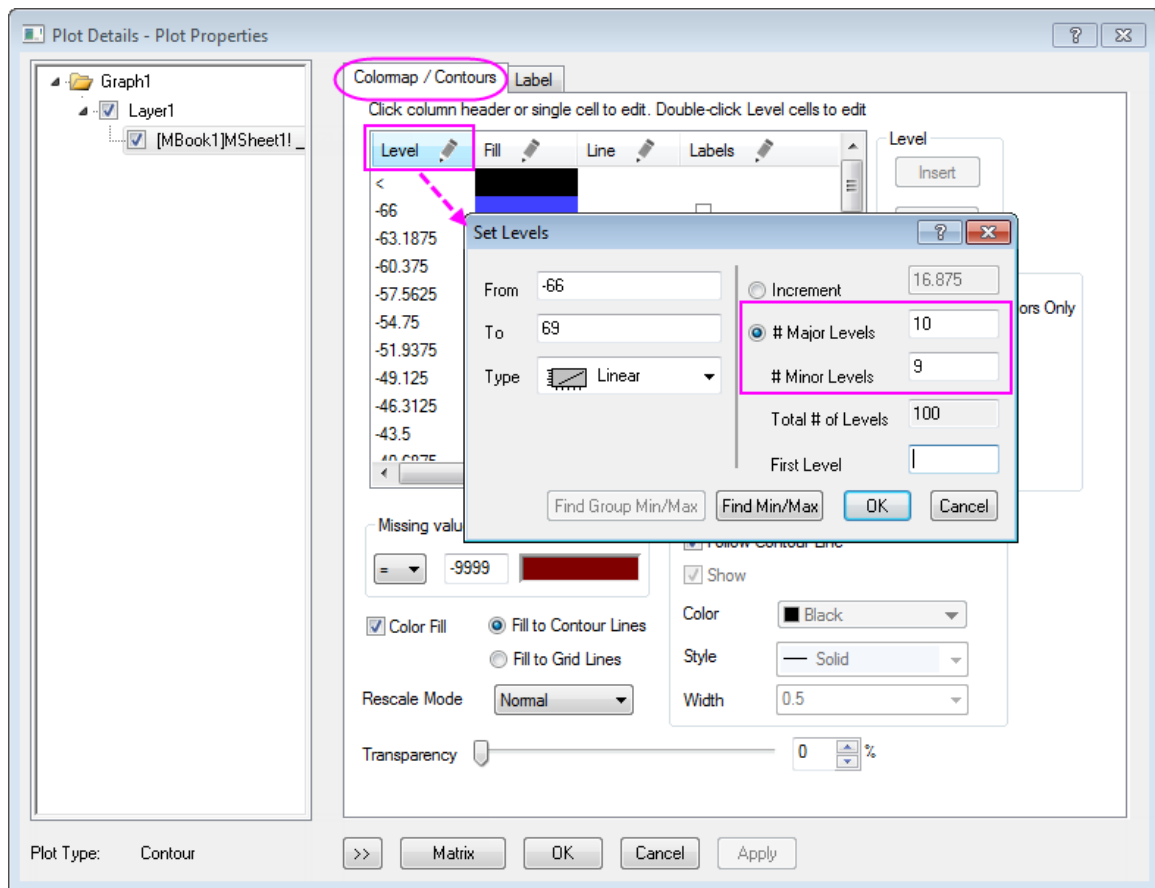 Plot Details - Plot Properties
Graph1
Layer1
[MBook1]MSheet1! _
Colormap / Contours
Label
Click column header or single cell to edit. Double-click Level cells to edit
Level Fill Line Labels
<
-66
-63.1875
-60.375
-57.5625
-54.75
-51.9375
-49.125
-46.3125
-43.5
Level
Insert
ors Only
Set Levels
From -66
To 69
Type Linear
Increment 16.875
# Major Levels 10
# Minor Levels 9
Total # of Levels 100
First Level
Find Group Min/Max
Find Min/Max
OK
Cancel
Missing valu
= -9999
Color Fill
Fill to Contour Lines
Fill to Grid Lines
Rescale Mode Normal
Transparency 0 %
Follow Contour Line
Show
Color Black
Style Solid
Width 0.5
Plot Type: Contour
>>
Matrix
OK
Cancel
Apply